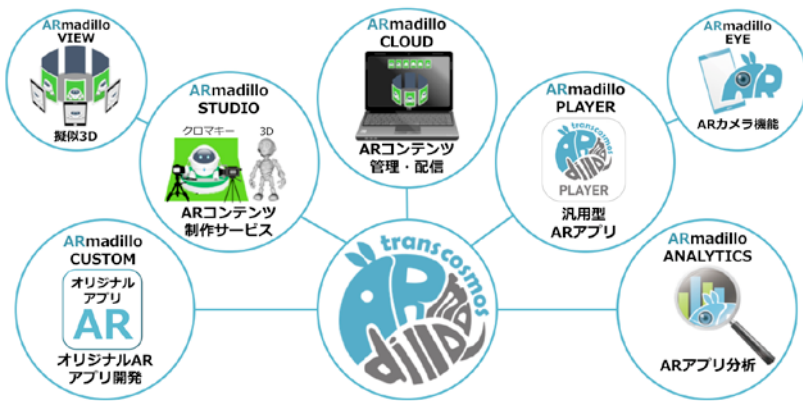 ARmadillo
VIEW
擬似3D
ARmadillo
STUDIO
クロマキー 3D
ARコンテンツ
制作サービス
ARmadillo
CLOUD
ARコンテンツ
管理・配信
ARmadillo
PLAYER
transcosmos
ARmadillo
PLAYER
汎用型
ARアプリ
ARmadillo
EYE
AR
ARカメラ機能
ARmadillo
CUSTOM
オリジナル
アプリ
AR
オリジナルAR
アプリ開発
transcosmos
ARmadillo
ARmadillo
ANALYTICS
ARアプリ分析